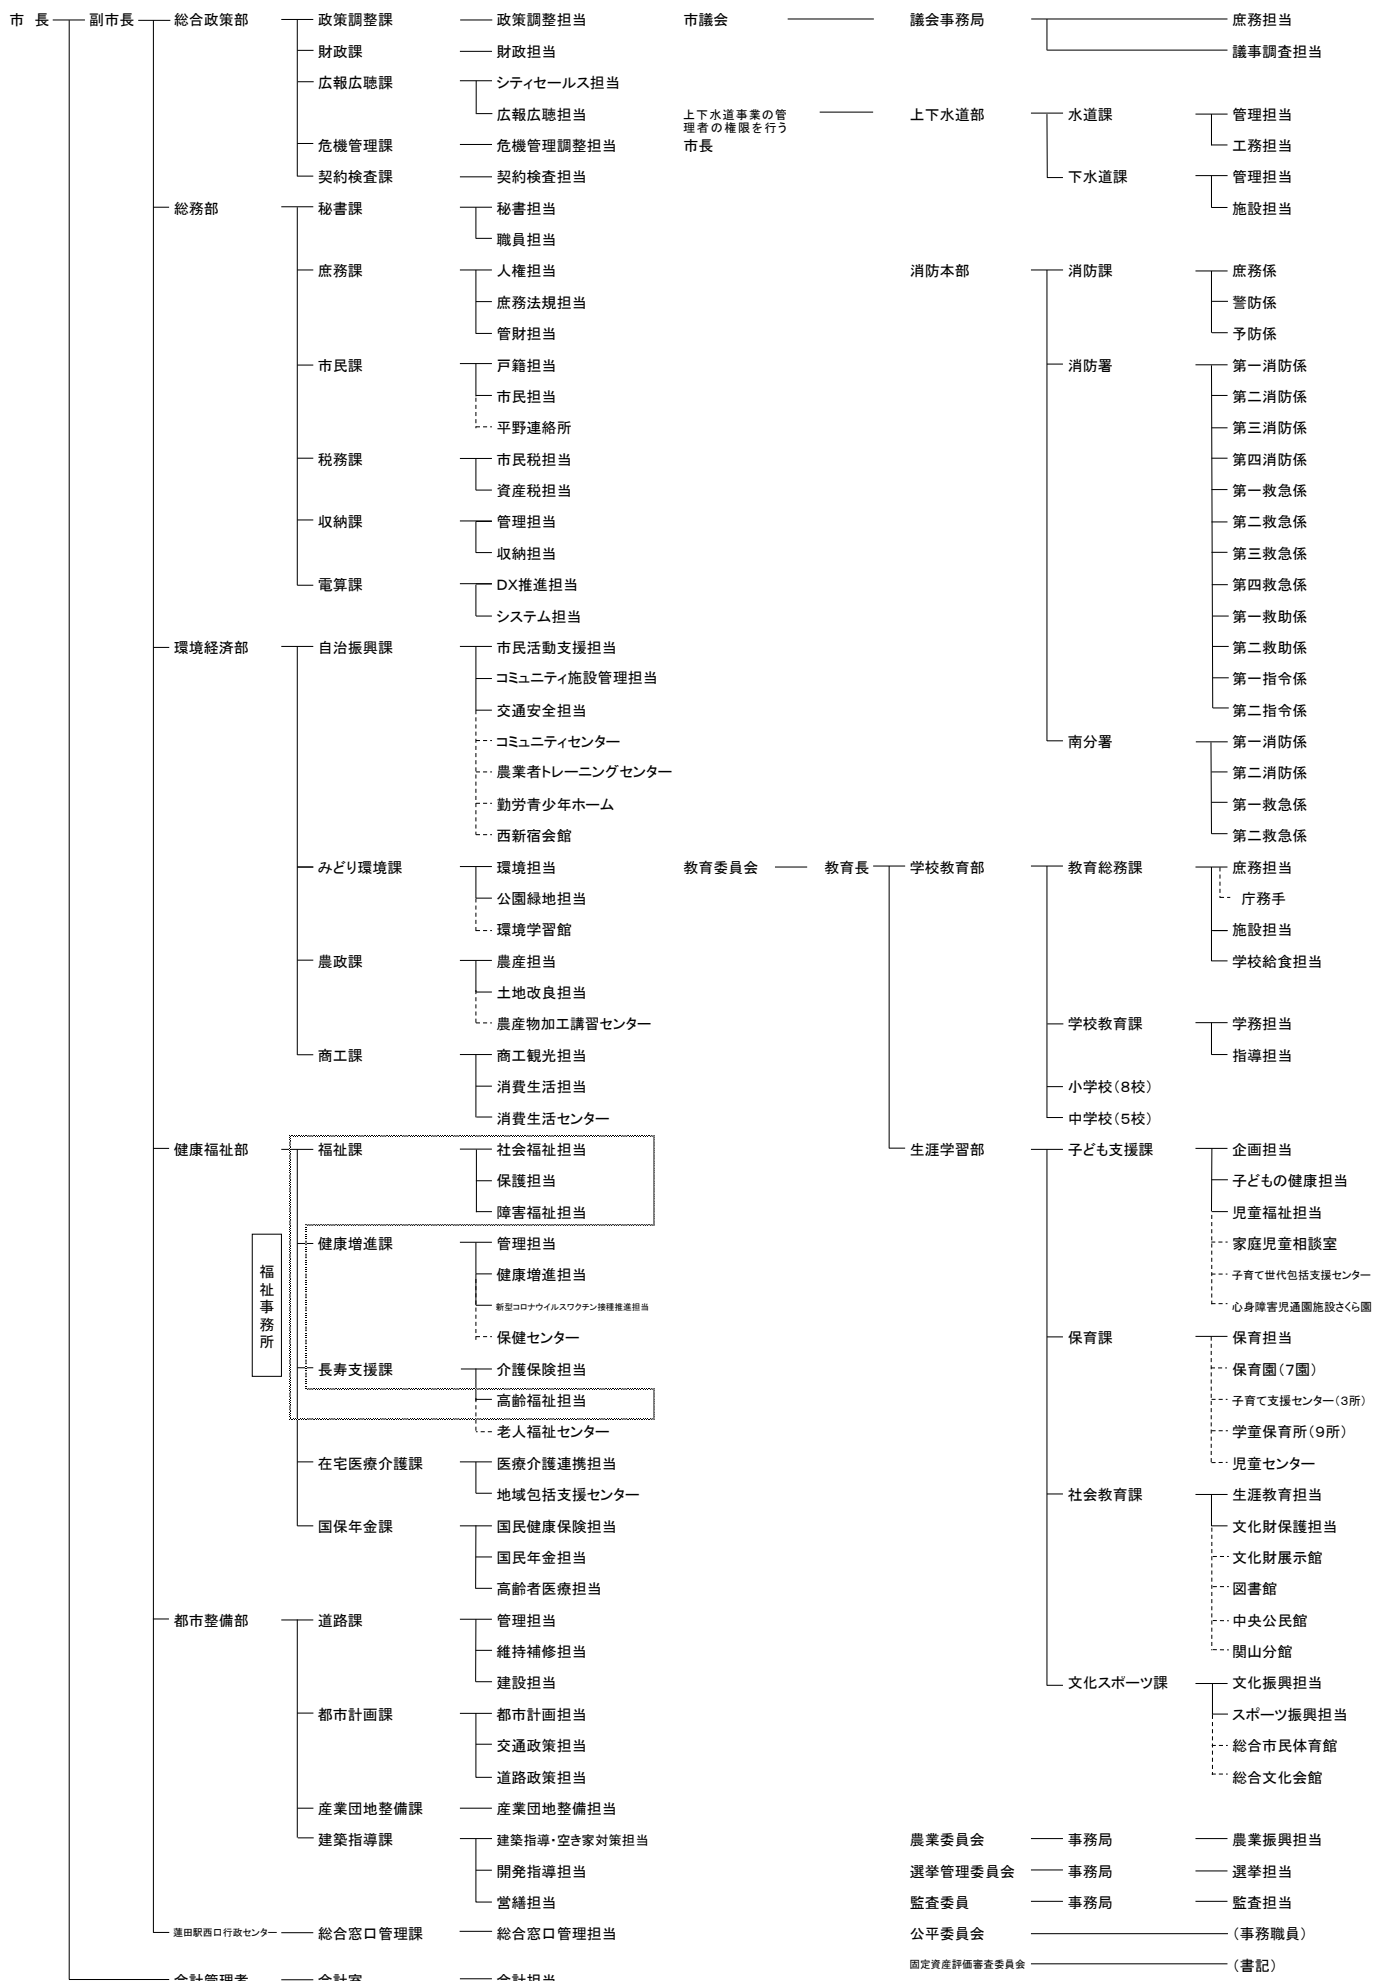 市 長
副市長
総合政策部
政策調整課
政策調整担当
財政課
財政担当
広報広聴課
シティセールス担当
広報広聴担当
危機管理課
危機管理調整担当
契約検査課
契約検査担当
総務部
秘書課
秘書担当
職員担当
庶務課
人権担当
庶務法規担当
管財担当
市民課
戸籍担当
市民担当
平野連絡所
税務課
市民税担当
資産税担当
収納課
管理担当
収納担当
電算課
DX推進担当
システム担当
環境経済部
自治振興課
市民活動支援担当
コミュニティ施設管理担当
交通安全担当
コミュニティセンター
農業者トレーニングセンター
勤労青少年ホーム
西新宿会館
みどり環境課
環境担当
公園緑地担当
環境学習館
農政課
農産担当
土地改良担当
農産物加工講習センター
商工課
商工観光担当
消費生活担当
消費生活センター
健康福祉部
福祉事務所
福祉課
社会福祉担当
保護担当
障害福祉担当
健康増進課
管理担当
健康増進担当
新型コロナウイルスワクチン接種推進担当
保健センター
長寿支援課
介護保険担当
高齢福祉担当
老人福祉センター
在宅医療介護課
医療介護連携担当
地域包括支援センター
国保年金課
国民健康保険担当
国民年金担当
高齢者医療担当
都市整備部
道路課
管理担当
維持補修担当
建設担当
都市計画課
都市計画担当
交通政策担当
道路政策担当
産業団地整備課
産業団地整備担当
建築指導課
建築指導・空き家対策担当
開発指導担当
営繕担当
蓮田駅西口行政センター
総合窓口管理課
総合窓口管理担当
会計管理者
会計室
会計担当
市議会
議会事務局
庶務担当
議事調査担当
上下水道事業の管
理者の権限を行う
市長
上下水道部
水道課
管理担当
工務担当
下水道課
管理担当
施設担当
消防本部
消防課
庶務係
警防係
予防係
消防署
第一消防係
第二消防係
第三消防係
第四消防係
第一救急係
第二救急係
第三救急係
第四救急係
第一救助係
第二救助係
第一指令係
第二指令係
南分署
第一消防係
第二消防係
第一救急係
第二救急係
教育委員会
教育長
学校教育部
教育総務課
庶務担当
庁務手
施設担当
学校給食担当
学校教育課
学務担当
指導担当
小学校(8校)
中学校(5校)
生涯学習部
子ども支援課
企画担当
子どもの健康担当
児童福祉担当
家庭児童相談室
子育て世代包括支援センター
心身障害児通園施設さくら園
保育課
保育担当
保育園(7園)
子育て支援センター(3所)
学童保育所(9所)
児童センター
社会教育課
生涯教育担当
文化財保護担当
文化財展示館
図書館
中央公民館
関山分館
文化スポーツ課
文化振興担当
スポーツ振興担当
総合市民体育館
総合文化会館
農業委員会
事務局
農業振興担当
選挙管理委員会
事務局
選挙担当
監査委員
事務局
監査担当
公平委員会
(事務職員)
固定資産評価審査委員会
(書記)